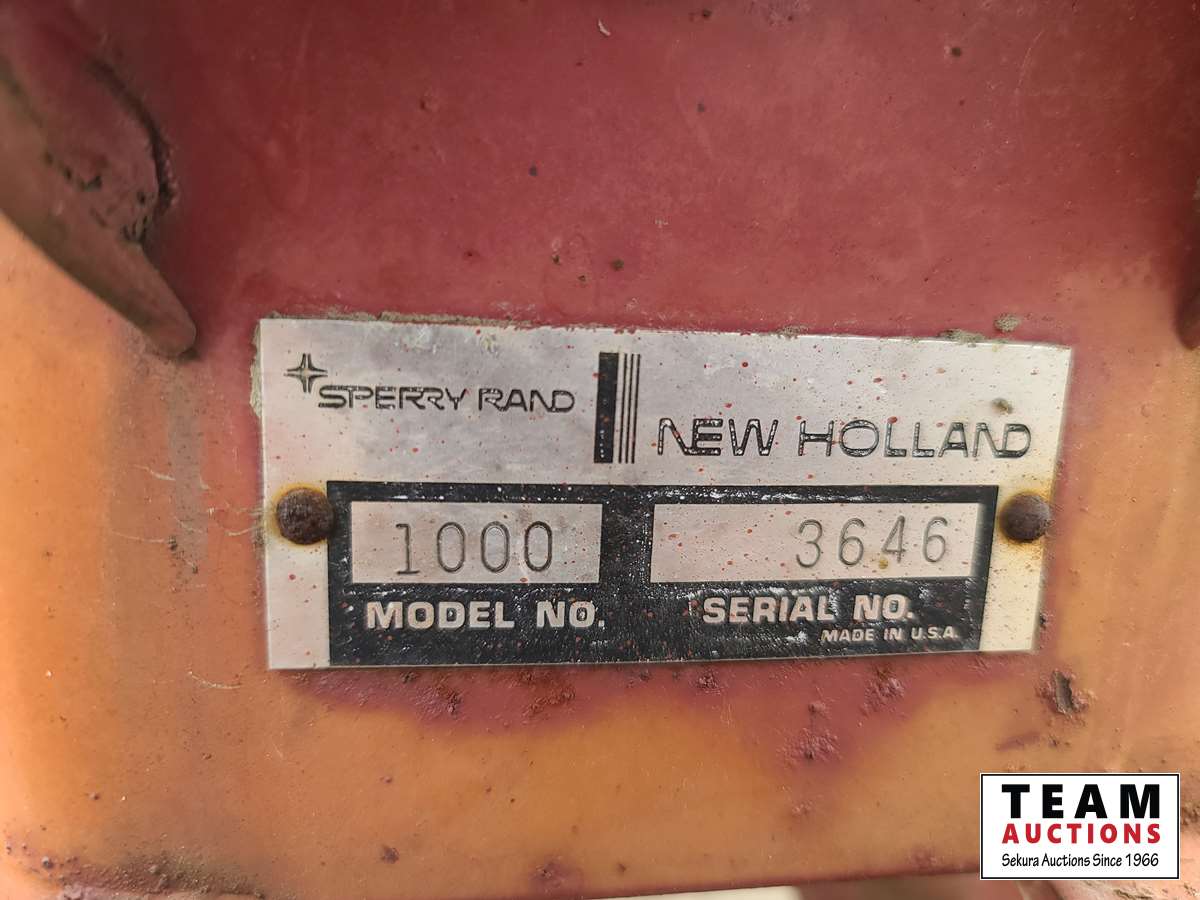 SPERRY RAND
NEW HOLLAND
1000
3646
MODEL NO.
SERIAL NO.
MADE IN U.S.A.
TEAM
AUCTIONS
Sekura Auctions Since 1966